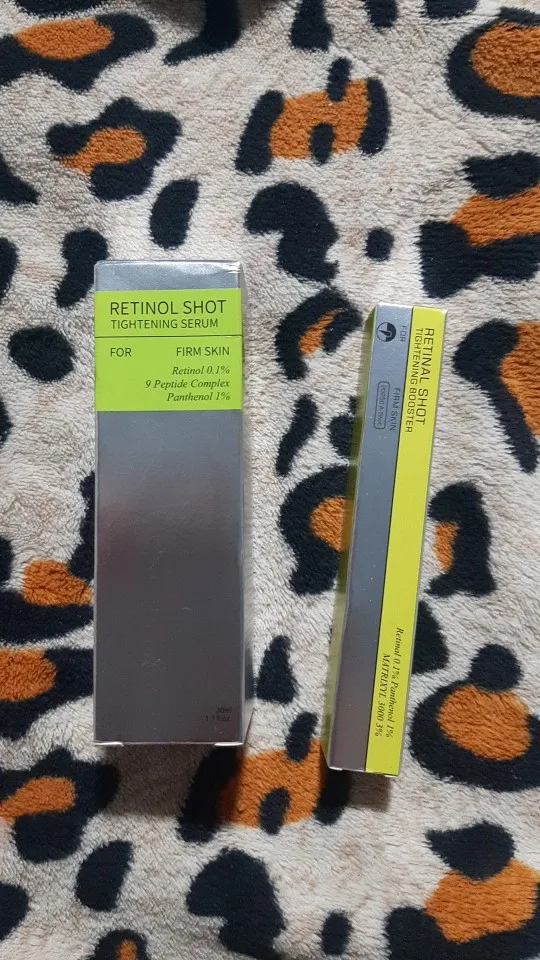 RETINOL SHOT
TIGHTENING SERUM
FOR FIRM SKIN
Retinol 0.1%
9 Peptide Complex
Panthenol 1%
30ml
RETINAL SHOT
TIGHTENING BOOSTER
FOR FIRM SKIN
Retinal 0.1% Panthenol 1%
MATRIXYL 3000 3%